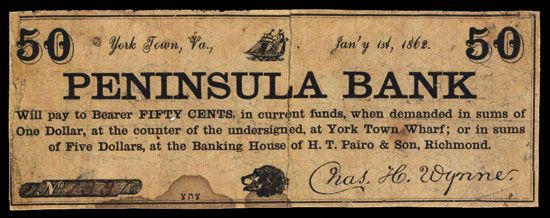 50 York Town, Va., Jan'y 1st, 1862. 50
PENINSULA BANK
Will pay to Bearer FIFTY CENTS, in current funds, when demanded in sums of
One Dollar, at the counter of the undersigned, at York Town Wharf; or in sums
of Five Dollars, at the Banking House of H. T. Pairo & Son, Richmond.
No.
Chas. H. Wynne.